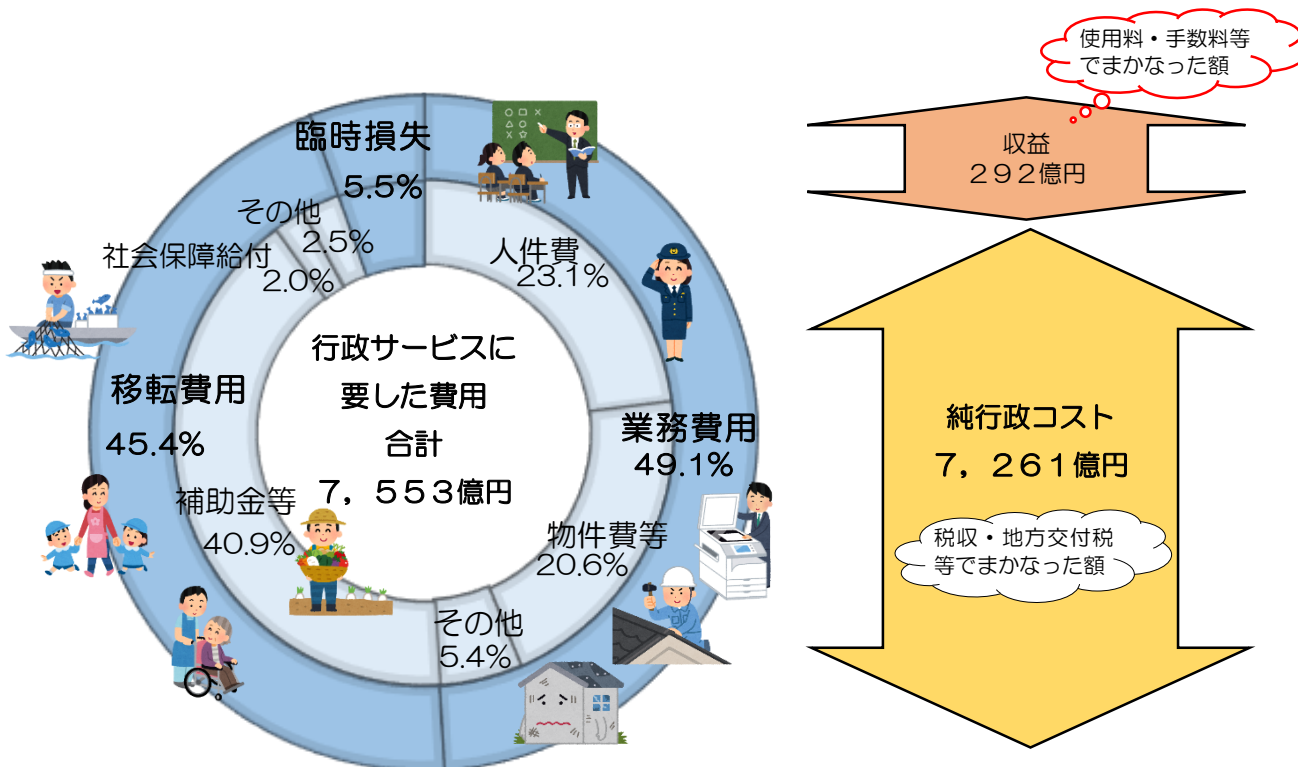 使用料・手数料等
でまかなった額
収益
292億円
臨時損失
5.5%
その他
2.5%
社会保障給付
2.0%
人件費
23.1%
行政サービスに
要した費用
合計
7,553億円
移転費用
45.4%
業務費用
49.1%
補助金等
40.9%
物件費等
20.6%
その他
5.4%
純行政コスト
7,261億円
税収・地方交付税
等でまかなった額